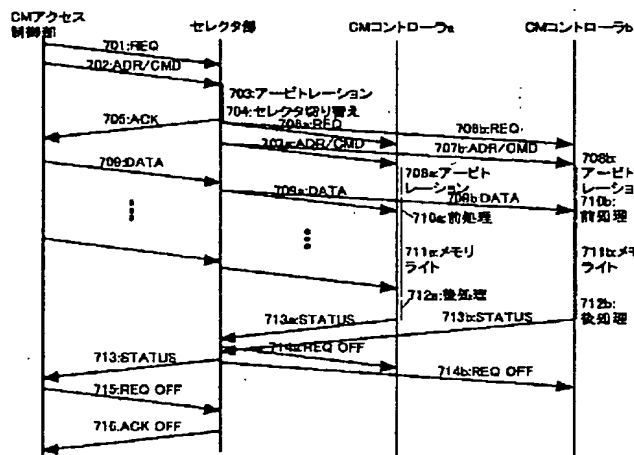 CMアクセス
制御部
セレクタ部
CMコントローラa
CMコントローラb
701:REQ
702:ADR/CMD
703:アービトレーション
704:セレクタ切り替え
705:ACK
706a:REQ
706b:REQ
707a:ADR/CMD
707b:ADR/CMD
708a:アービト
レーション
708b:
アービト
レーショ
709:DATA
709a:DATA
709b:DATA
710a:前処理
710b:
前処理
711a:メモリ
ライト
711b:メモ
ライト
712a:後処理
712b:
後処理
713a:STATUS
713b:STATUS
713:STATUS
714a:REQ OFF
714b:REQ OFF
715:REQ OFF
716:ACK OFF